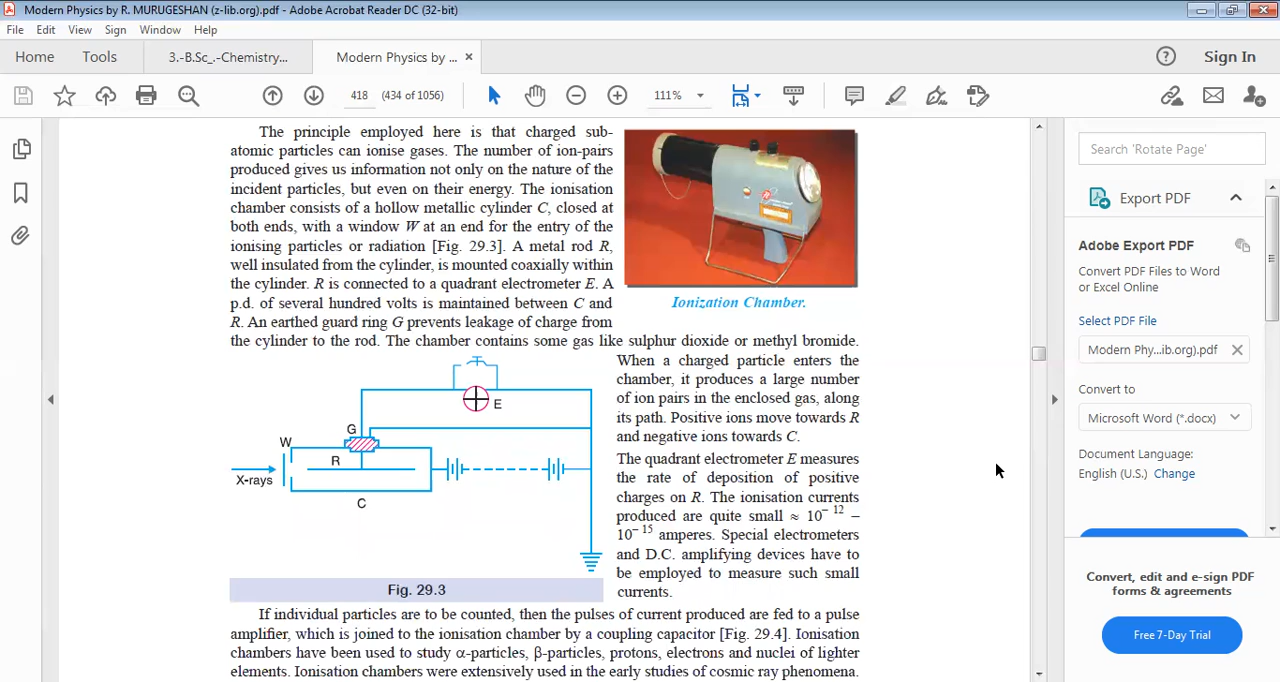 Modern Physics by R. MURUGESHAN (z-lib.org).pdf - Adobe Acrobat Reader DC (32-bit)
File Edit View Sign Window Help
Home Tools 3.-B.Sc_.-Chemistry... Modern Physics by ... × ? Sign In
418 (434 of 1056) 111%
The principle employed here is that charged sub-
atomic particles can ionise gases. The number of ion-pairs
produced gives us information not only on the nature of the
incident particles, but even on their energy. The ionisation
chamber consists of a hollow metallic cylinder C, closed at
both ends, with a window W at an end for the entry of the
ionising particles or radiation [Fig. 29.3]. A metal rod R,
well insulated from the cylinder, is mounted coaxially within
the cylinder. R is connected to a quadrant electrometer E. A
p.d. of several hundred volts is maintained between C and
R. An earthed guard ring G prevents leakage of charge from
the cylinder to the rod. The chamber contains some gas like sulphur dioxide or methyl bromide.
Ionization Chamber.
When a charged particle enters the
chamber, it produces a large number
of ion pairs in the enclosed gas, along
its path. Positive ions move towards R
and negative ions towards C.
The quadrant electrometer E measures
the rate of deposition of positive
charges on R. The ionisation currents
produced are quite small ≈ 10⁻¹² –
10⁻¹⁵ amperes. Special electrometers
and D.C. amplifying devices have to
be employed to measure such small
currents.
E
G
W
R
X-rays
C
Fig. 29.3
If individual particles are to be counted, then the pulses of current produced are fed to a pulse
amplifier, which is joined to the ionisation chamber by a coupling capacitor [Fig. 29.4]. Ionisation
chambers have been used to study α-particles, β-particles, protons, electrons and nuclei of lighter
elements. Ionisation chambers were extensively used in the early studies of cosmic ray phenomena.
Search 'Rotate Page'
Export PDF
Adobe Export PDF
Convert PDF Files to Word
or Excel Online
Select PDF File
Modern Phy...ib.org).pdf
Convert to
Microsoft Word (*.docx)
Document Language:
English (U.S.) Change
Convert, edit and e-sign PDF
forms & agreements
Free 7-Day Trial